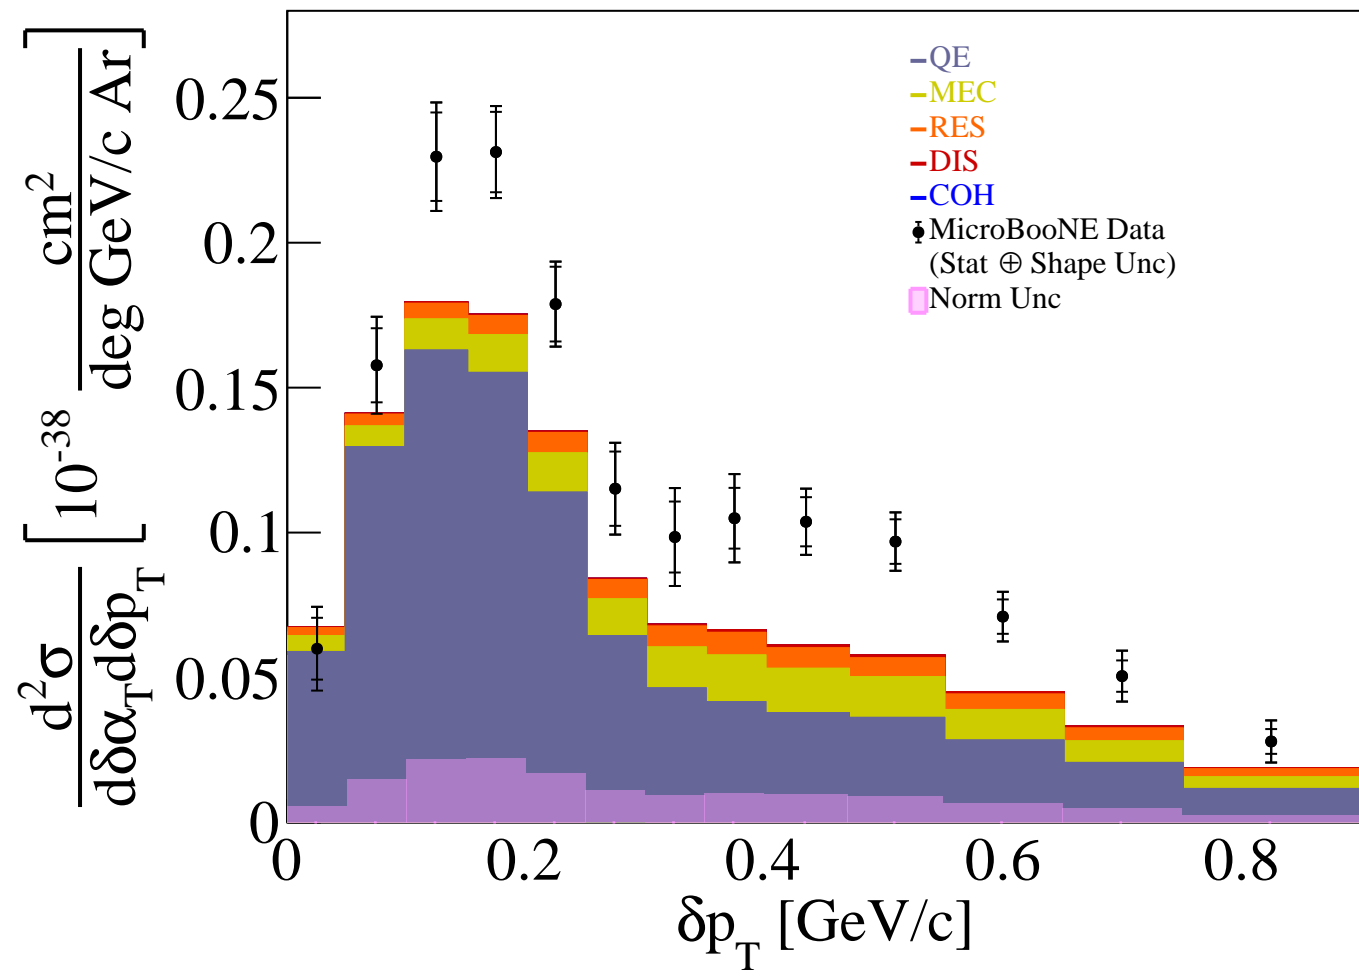 QE
MEC
RES
DIS
COH
MicroBooNE Data
(Stat ⊕ Shape Unc)
Norm Unc
0.25
0.2
0.15
0.1
0.05
0
0 0.2 0.4 0.6 0.8
δp_T [GeV/c]
d²σ / dδα_T dδp_T [10⁻³⁸ cm² / deg GeV/c Ar]